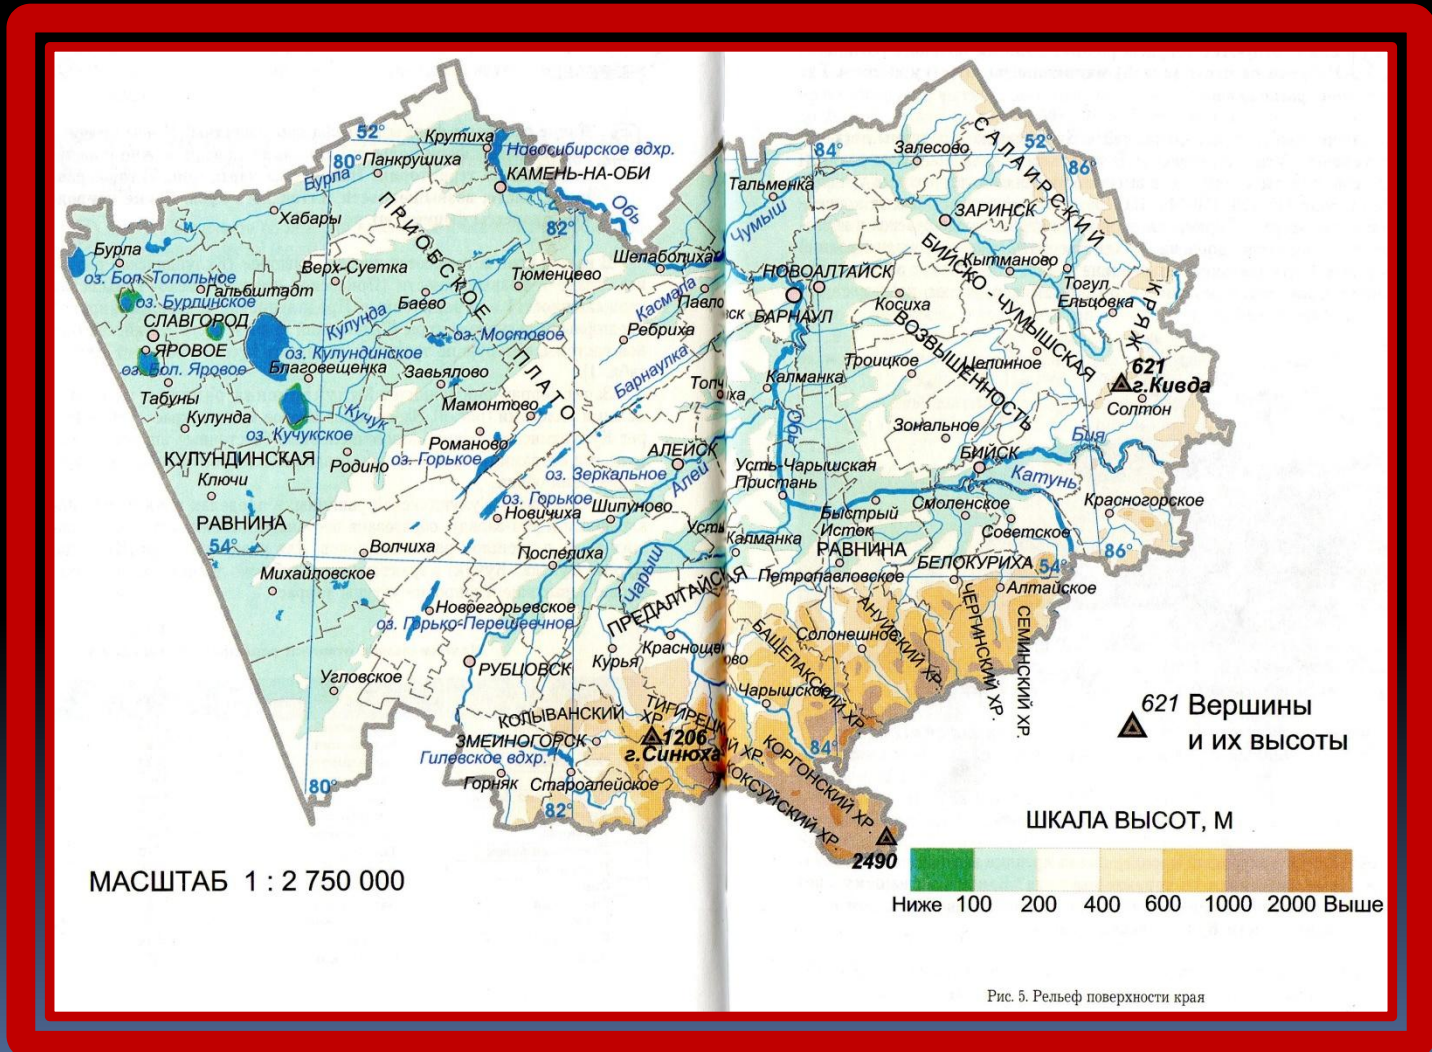 52°
52°
Крутиха
80°
Панкрушиха
Новосибирское вдхр.
84°
Залесово
86°
САЛАИРСКИЙ
КРЯЖ
Бурла
КАМЕНЬ-НА-ОБИ
Тальменка
Обь
Хабары
ПРИОБСКОЕ
ПЛАТО
82°
Чумыш
ЗАРИНСК
Бурла
Шелаболиха
БИЙСКО - ЧУМЫШСКАЯ
ВОЗВЫШЕННОСТЬ
Кытманово
оз. Бол. Топольное
Верх-Суетка
Тюменцево
НОВОАЛТАЙСК
Тогул
Гальбштадт
Касмала
Павло
вск
Косиха
Ельцовка
оз. Бурдинское
Баево
БАРНАУЛ
СЛАВГОРОД
Кулунда
Ребриха
ЯРОВОЕ
оз. Кулундинское
оз. Мостовое
Троицкое
Целинное
621
г.Кивда
оз. Бол. Яровое
Благовещенка
Завьялово
Барнаулка
Топч
иха
Калманка
Табуны
Мамонтово
Солтон
Кулунда
Кучук
Обь
Зональное
Бия
оз. Кучукское
Романово
КУЛУНДИНСКАЯ
РАВНИНА
Родино
оз. Горькое
АЛЕЙСК
БИЙСК
Ключи
оз. Зеркальное
Алей
Усть-Чарышская
Пристань
Катунь
оз. Горькое
Новичиха
Шипуново
Быстрый
Исток
Смоленское
Красногорское
Усть
Калманка
Советское
54°
Волчиха
Поспелиха
ПРЕДАЛТАЙСКАЯ
РАВНИНА
БЕЛОКУРИХА
86°
54°
Михайловское
Чарыш
Петропавловское
Алтайское
Новоегорьевское
оз. Горько-Перешеечное
Солонешное
АНУЙСКИЙ ХР.
ЧЕРГИНСКИЙ ХР.
СЕМИНСКИЙ ХР.
Краснощёк
ово
РУБЦОВСК
Курья
БАЩЕЛАКСКИЙ ХР.
Угловское
Чарышское
КОЛЫВАНСКИЙ
ХР.
ТИГИРЕЦК
ИЙ ХР.
ЗМЕИНОГОРСК
1206
г.Синюха
84°
КОРГОНСКИЙ ХР.
КОКСУЙСКИЙ ХР.
Гилевское вдхр.
Горняк
Староалейское
80°
82°
2490
621 Вершины
и их высоты
ШКАЛА ВЫСОТ, М
МАСШТАБ 1 : 2 750 000
Ниже 100 200 400 600 1000 2000 Выше
Рис. 5. Рельеф поверхности края